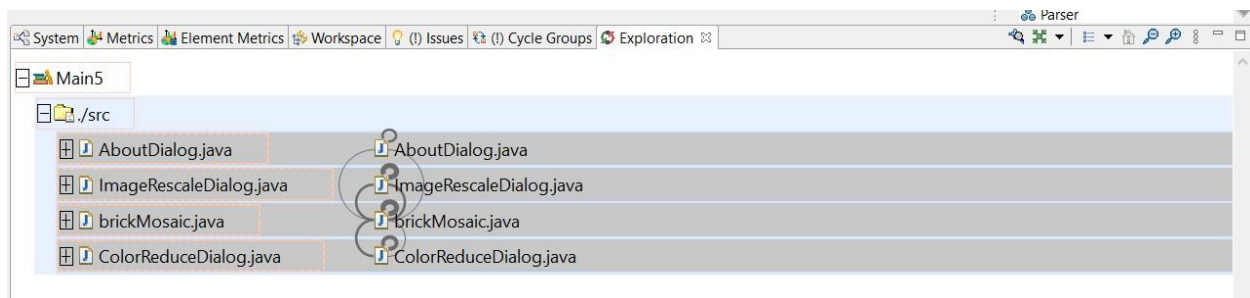 Parser
System Metrics Element Metrics Workspace (!) Issues (!) Cycle Groups Exploration
Main5
./src
AboutDialog.java AboutDialog.java
ImageRescaleDialog.java ImageRescaleDialog.java
brickMosaic.java brickMosaic.java
ColorReduceDialog.java ColorReduceDialog.java